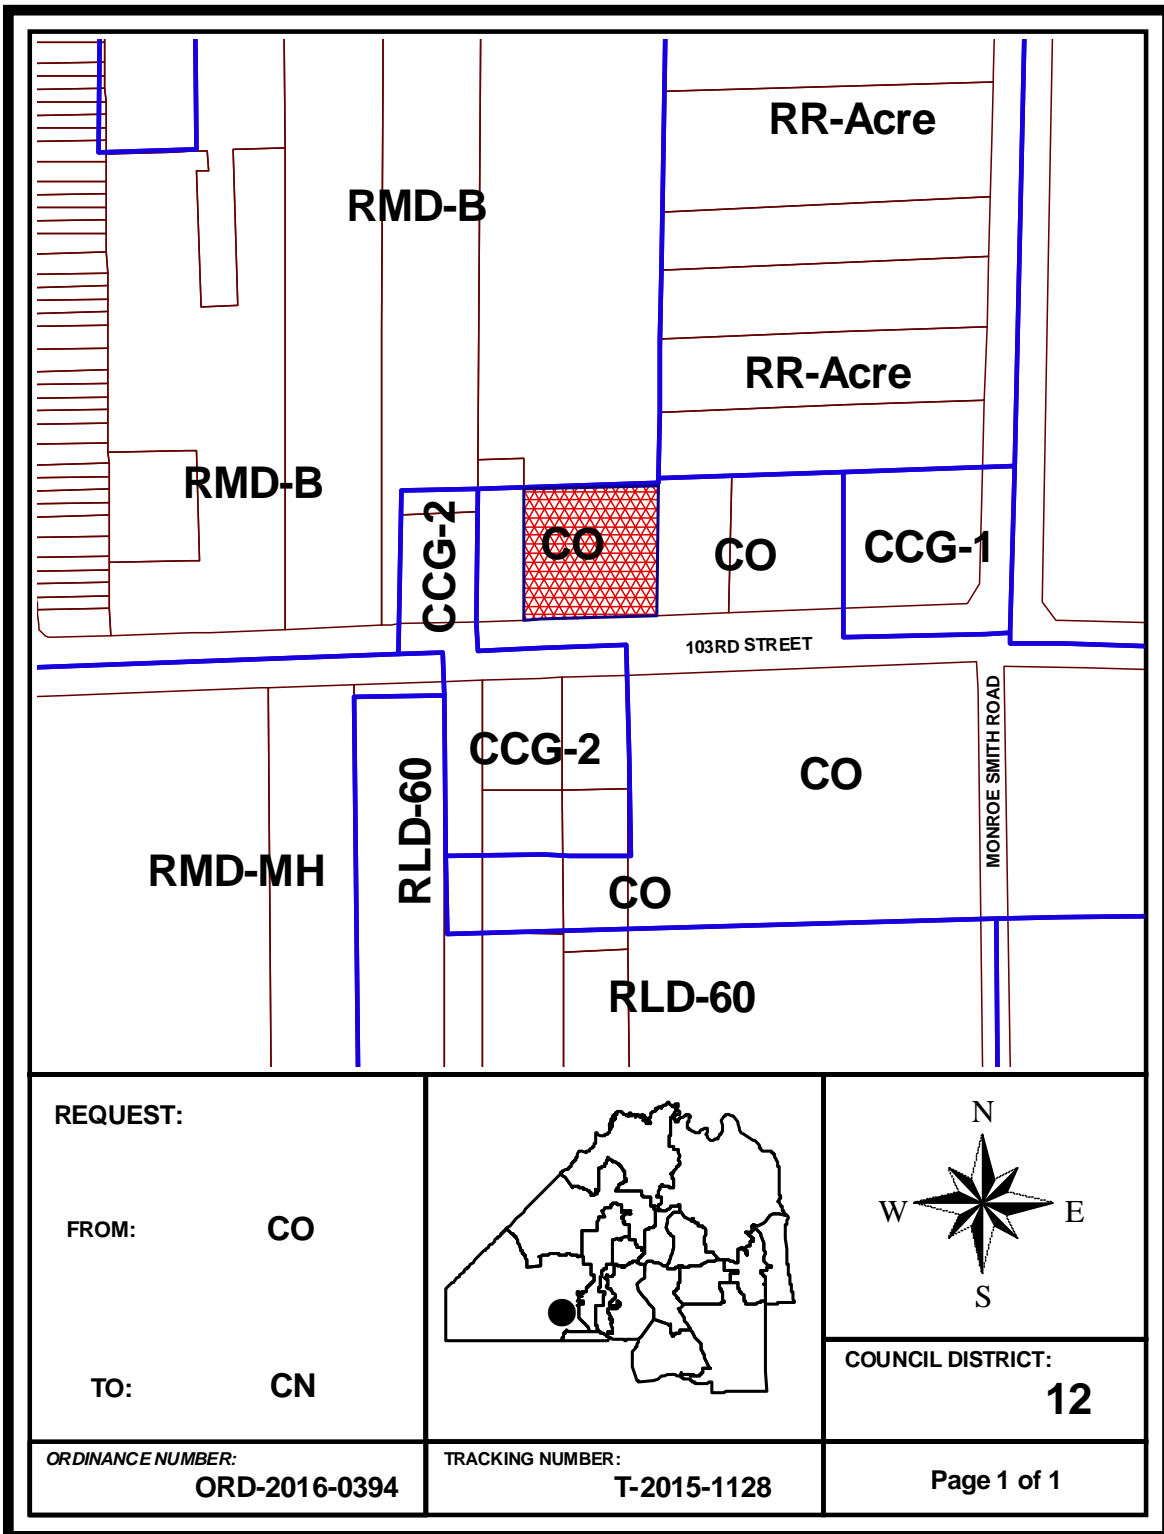 RR-Acre
RMD-B
RR-Acre
RMD-B
CCG-2
CO
CO
CCG-1
103RD STREET
MONROE SMITH ROAD
CCG-2
CO
RLD-60
RMD-MH
CO
RLD-60
REQUEST:
FROM: CO
TO: CN
N
W
E
S
COUNCIL DISTRICT:
12
ORDINANCE NUMBER:
ORD-2016-0394
TRACKING NUMBER:
T-2015-1128
Page 1 of 1